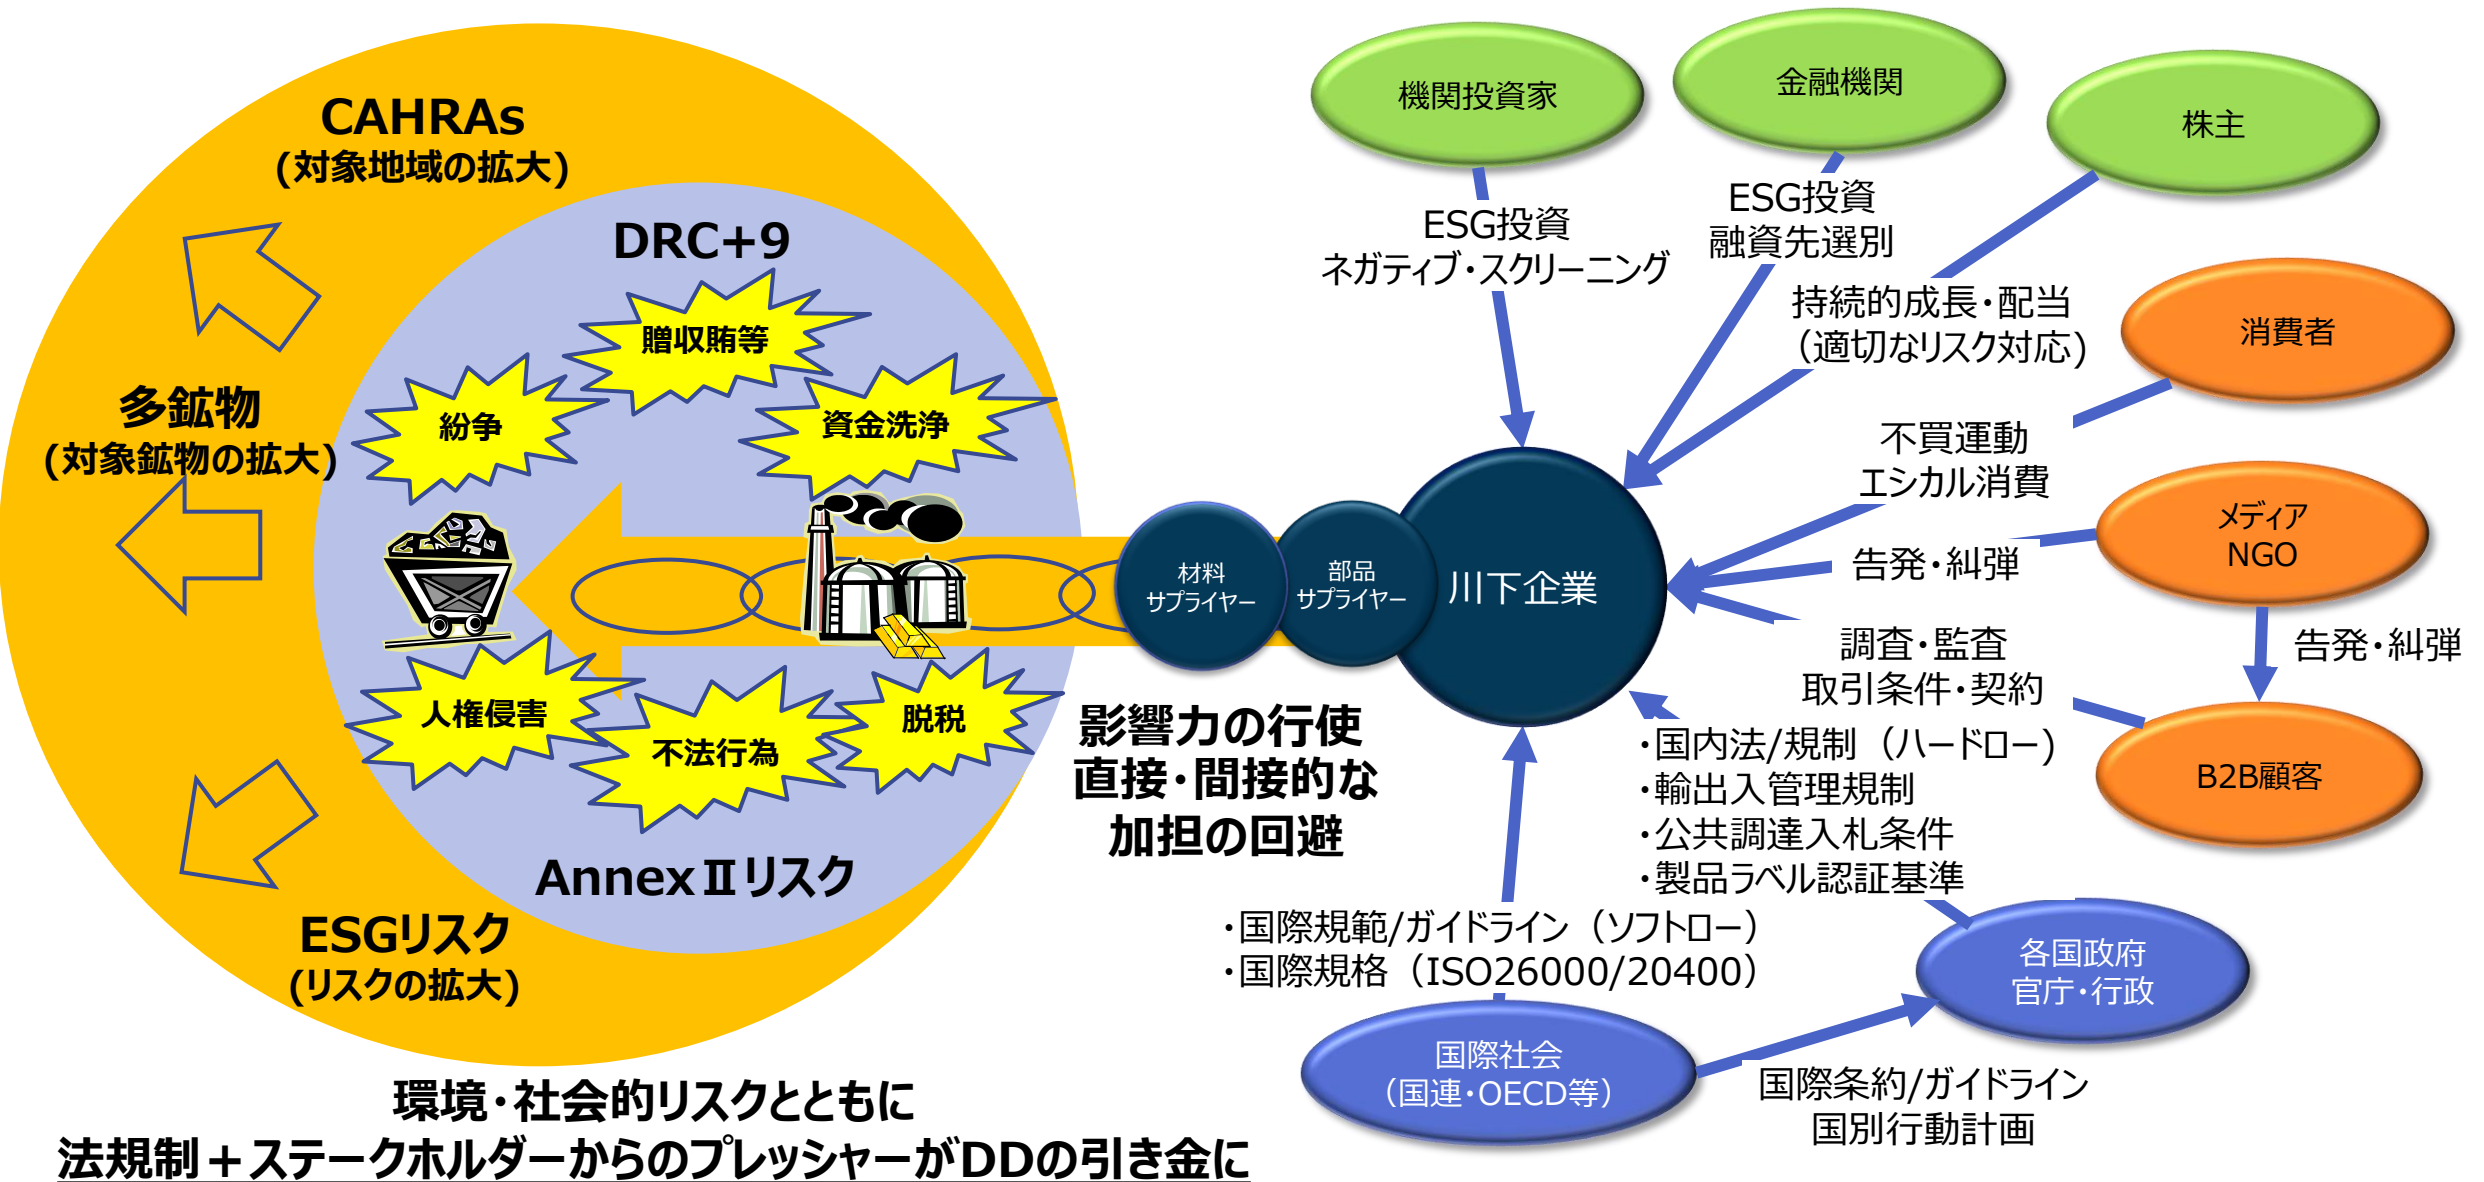 CAHRAs
(対象地域の拡大)
DRC+9
贈収賄等
紛争
資金洗浄
多鉱物
(対象鉱物の拡大)
人権侵害
不法行為
脱税
AnnexⅡリスク
ESGリスク
(リスクの拡大)
材料
サプライヤー
部品
サプライヤー
川下企業
影響力の行使
直接・間接的な
加担の回避
機関投資家
金融機関
株主
ESG投資
ネガティブ・スクリーニング
ESG投資
融資先選別
持続的成長・配当
（適切なリスク対応)
消費者
不買運動
エシカル消費
メディア
NGO
告発・糾弾
告発・糾弾
調査・監査
取引条件・契約
B2B顧客
・国内法/規制（ハードロー)
・輸出入管理規制
・公共調達入札条件
・製品ラベル認証基準
・国際規範/ガイドライン（ソフトロー）
・国際規格（ISO26000/20400）
各国政府
官庁・行政
国際社会
（国連・OECD等）
国際条約/ガイドライン
国別行動計画
環境・社会的リスクとともに
法規制＋ステークホルダーからのプレッシャーがDDの引き金に